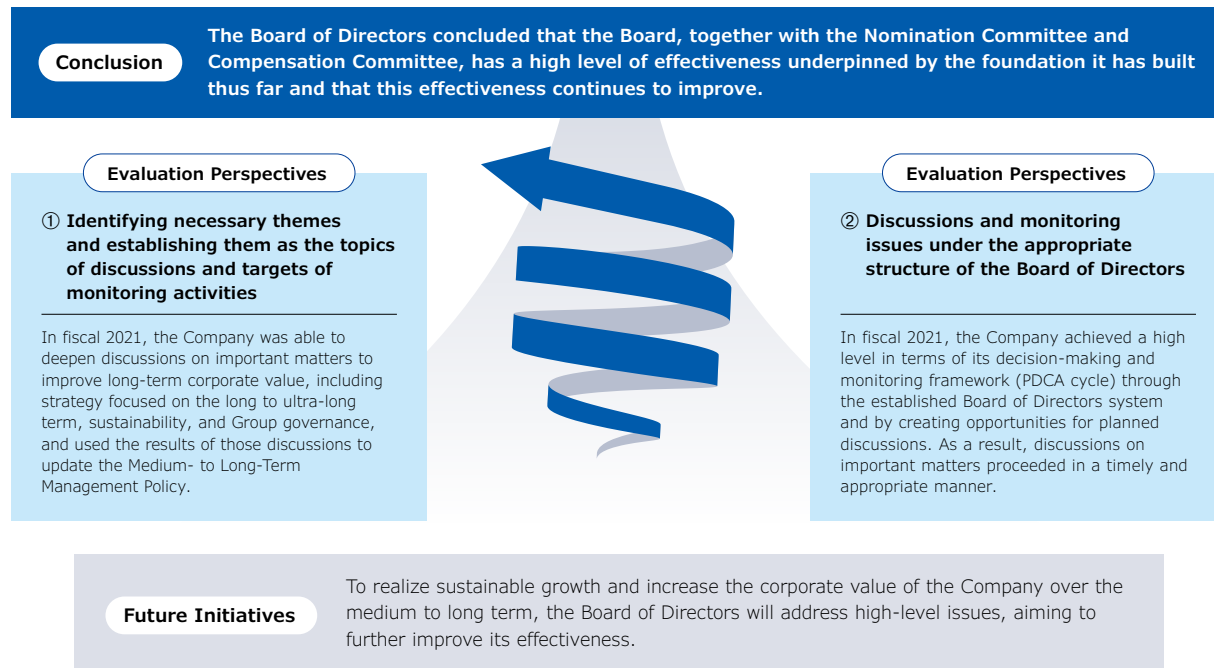 Conclusion
The Board of Directors concluded that the Board, together with the Nomination Committee and
Compensation Committee, has a high level of effectiveness underpinned by the foundation it has built
thus far and that this effectiveness continues to improve.
Evaluation Perspectives
① Identifying necessary themes
and establishing them as the topics
of discussions and targets of
monitoring activities
In fiscal 2021, the Company was able to
deepen discussions on important matters to
improve long-term corporate value, including
strategy focused on the long to ultra-long
term, sustainability, and Group governance,
and used the results of those discussions to
update the Medium- to Long-Term
Management Policy.
Evaluation Perspectives
② Discussions and monitoring
issues under the appropriate
structure of the Board of Directors
In fiscal 2021, the Company achieved a high
level in terms of its decision-making and
monitoring framework (PDCA cycle) through
the established Board of Directors system
and by creating opportunities for planned
discussions. As a result, discussions on
important matters proceeded in a timely and
appropriate manner.
Future Initiatives
To realize sustainable growth and increase the corporate value of the Company over the
medium to long term, the Board of Directors will address high-level issues, aiming to
further improve its effectiveness.